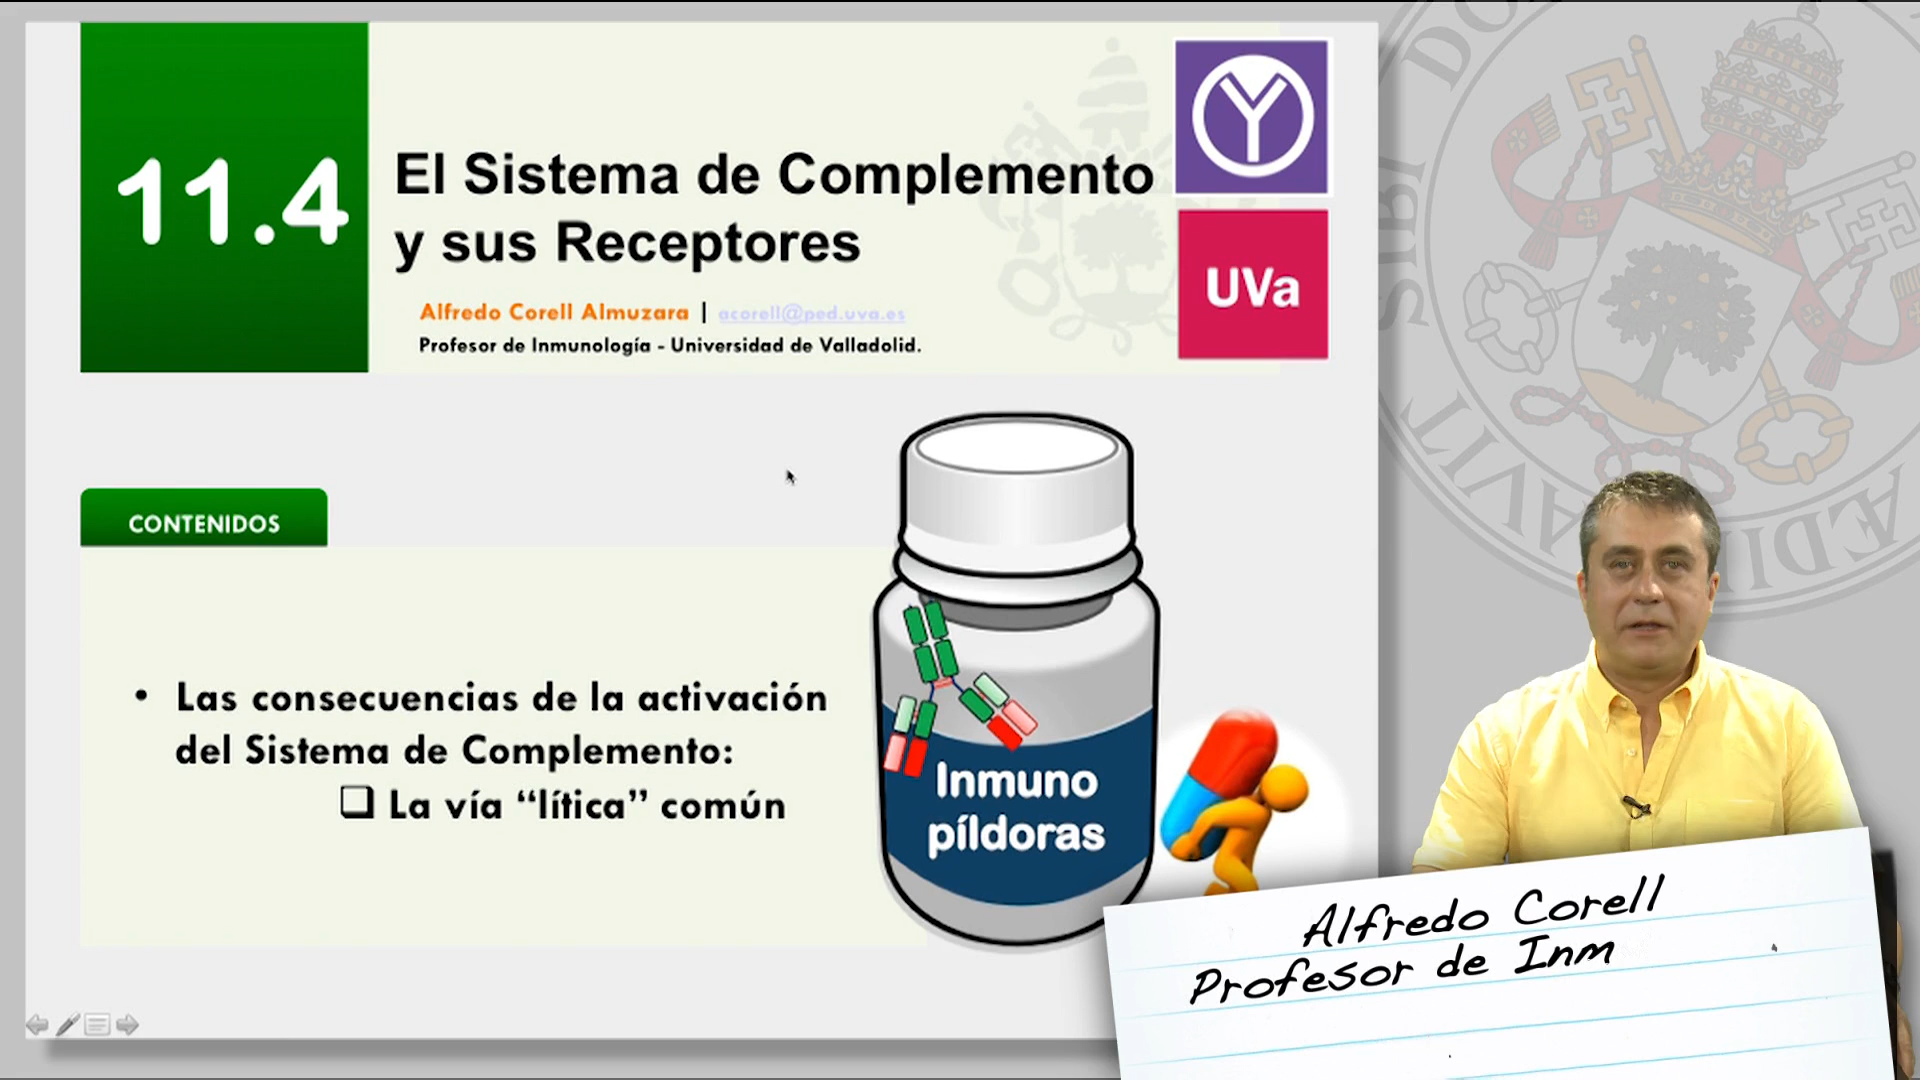 11.4
El Sistema de Complemento
y sus Receptores
Alfredo Corell Almuzara | acorell@ped.uva.es
Profesor de Inmunología - Universidad de Valladolid.
UVa
CONTENIDOS
• Las consecuencias de la activación
del Sistema de Complemento:
❑ La vía “lítica” común
Inmuno
píldoras
Alfredo Corell
Profesor de Inm